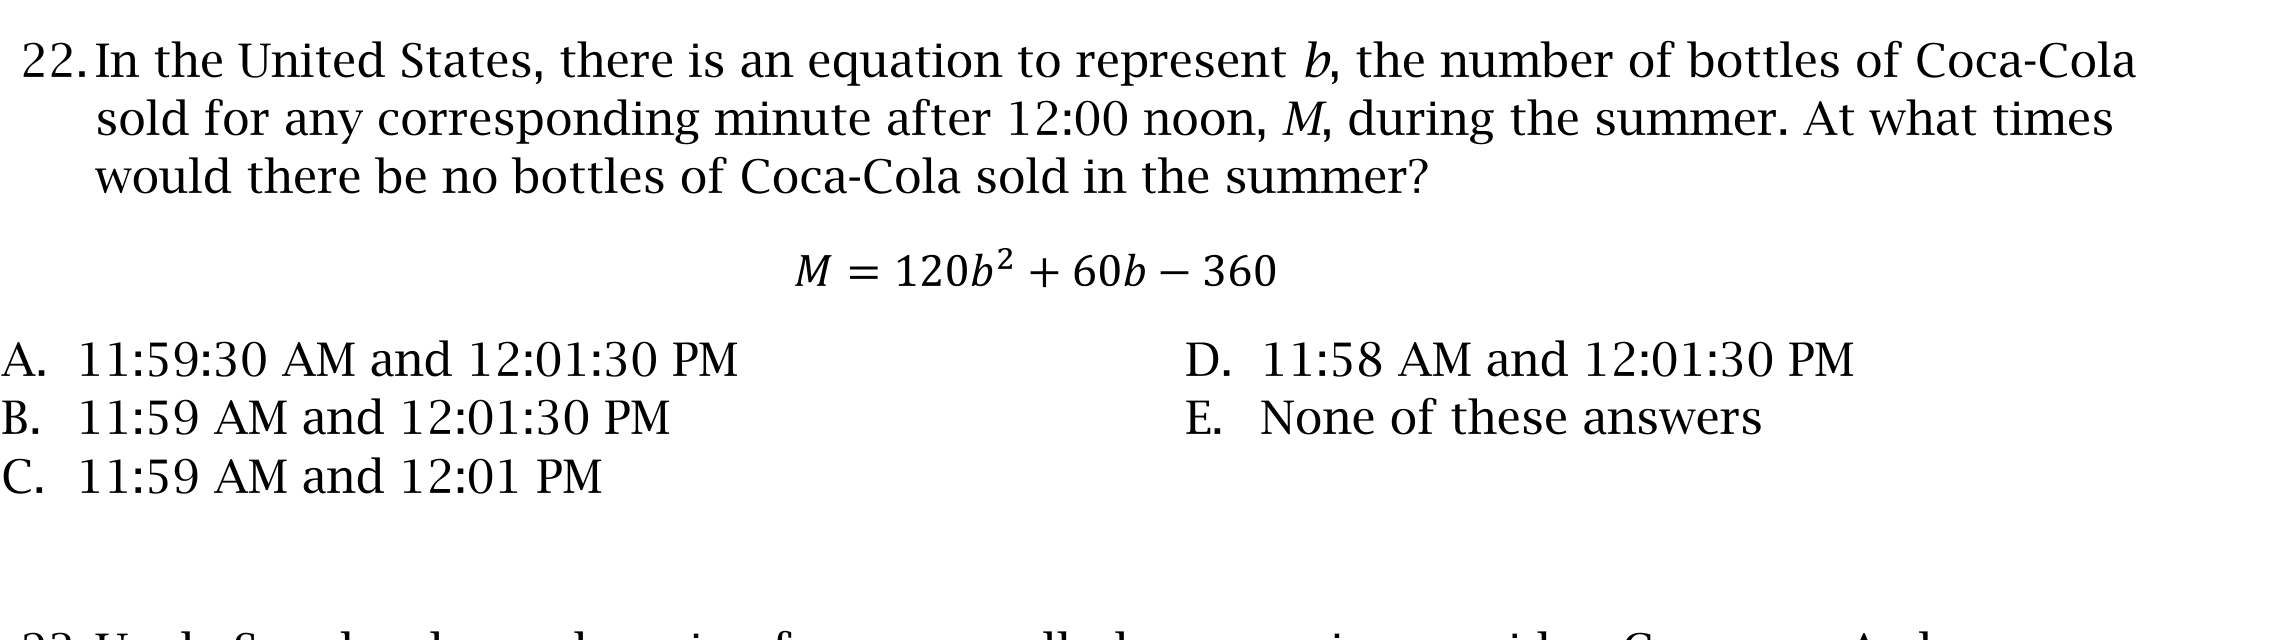 22. In the United States, there is an equation to represent b, the number of bottles of Coca-Cola
sold for any corresponding minute after 12:00 noon, M, during the summer. At what times
would there be no bottles of Coca-Cola sold in the summer?
M = 120b² + 60b − 360
A. 11:59:30 AM and 12:01:30 PM
B. 11:59 AM and 12:01:30 PM
C. 11:59 AM and 12:01 PM
D. 11:58 AM and 12:01:30 PM
E. None of these answers